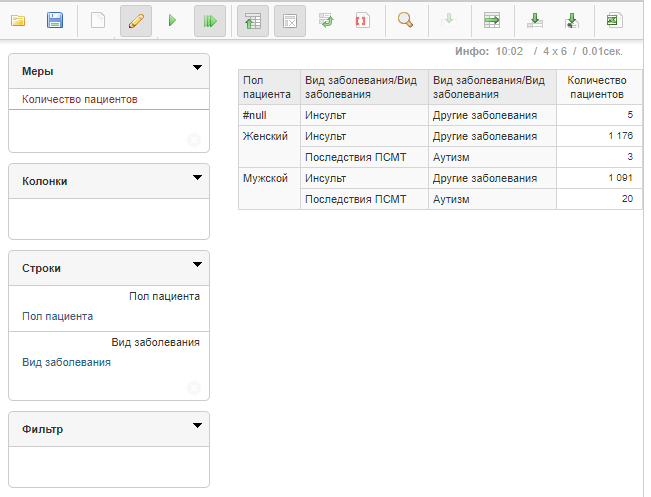 Инфо: 10:02 / 4 x 6 / 0.01сек.
Меры
Количество пациентов
Колонки
Строки
Пол пациента
Пол пациента
Вид заболевания
Вид заболевания
Фильтр
Пол пациента Вид заболевания/Вид заболевания Вид заболевания/Вид заболевания Количество пациентов
#null Инсульт Другие заболевания 5
Женский Инсульт Другие заболевания 1 176
Последствия ПСМТ Аутизм 3
Мужской Инсульт Другие заболевания 1 091
Последствия ПСМТ Аутизм 20